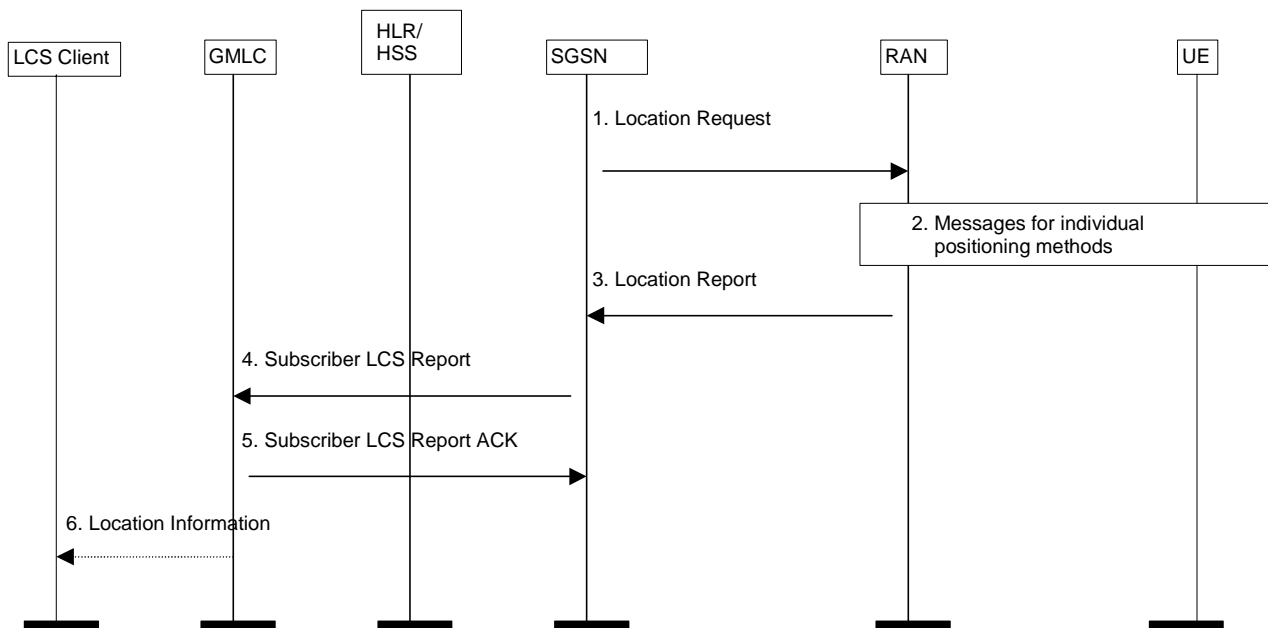 LCS Client
GMLC
HLR/
HSS
SGSN
RAN
UE
1. Location Request
2. Messages for individual
positioning methods
3. Location Report
4. Subscriber LCS Report
5. Subscriber LCS Report ACK
6. Location Information